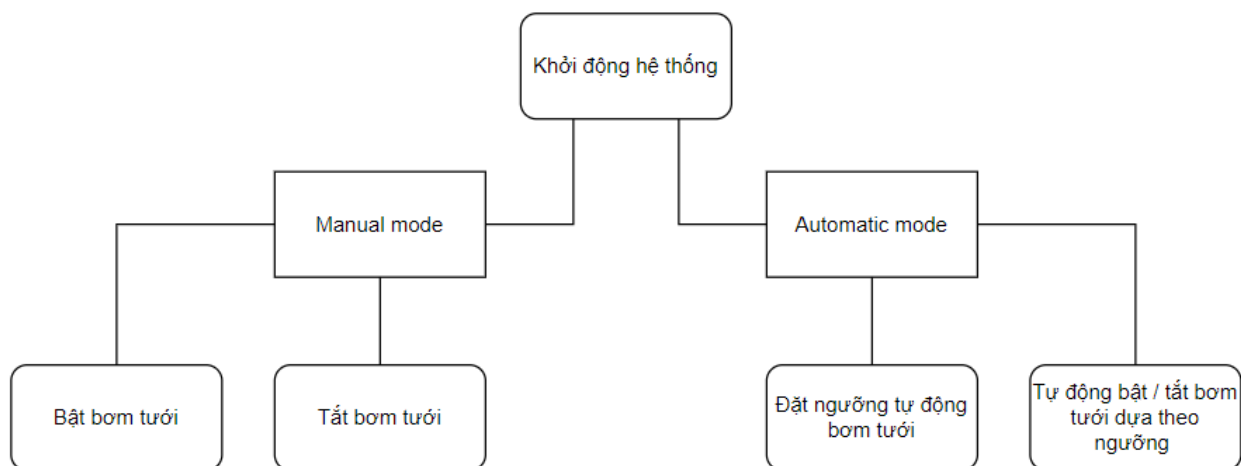 Khởi động hệ thống
Manual mode
Automatic mode
Bật bơm tưới
Tắt bơm tưới
Đặt ngưỡng tự động
bơm tưới
Tự động bật / tắt bơm
tưới dựa theo
ngưỡng